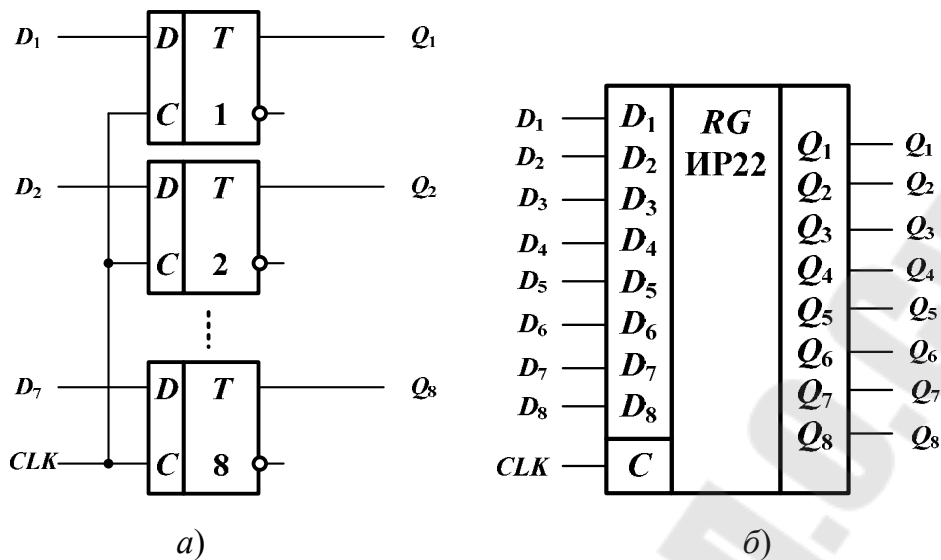 D₁ D T Q₁
C 1
D₂ D T Q₂
C 2
D₇ D T Q₈
CLK C 8
а)
D₁ D₁ RG
D₂ D₂ ИР22 Q₁ Q₁
D₃ D₃ Q₂ Q₂
D₄ D₄ Q₃ Q₃
D₅ D₅ Q₄ Q₄
D₆ D₆ Q₅ Q₅
D₇ D₇ Q₆ Q₆
D₈ D₈ Q₇ Q₇
Q₈ Q₈
CLK C
б)